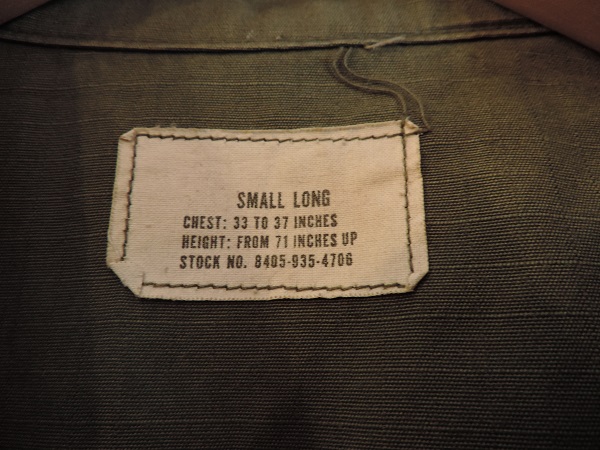 SMALL LONG
CHEST: 33 TO 37 INCHES
HEIGHT: FROM 71 INCHES UP
STOCK NO. 8405-935-4706